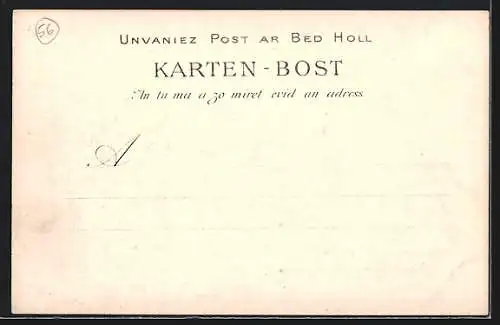 56
UNVANIEZ POST AR BED HOLL
KARTEN-BOST
An tu ma a zo miret evid an adress
A